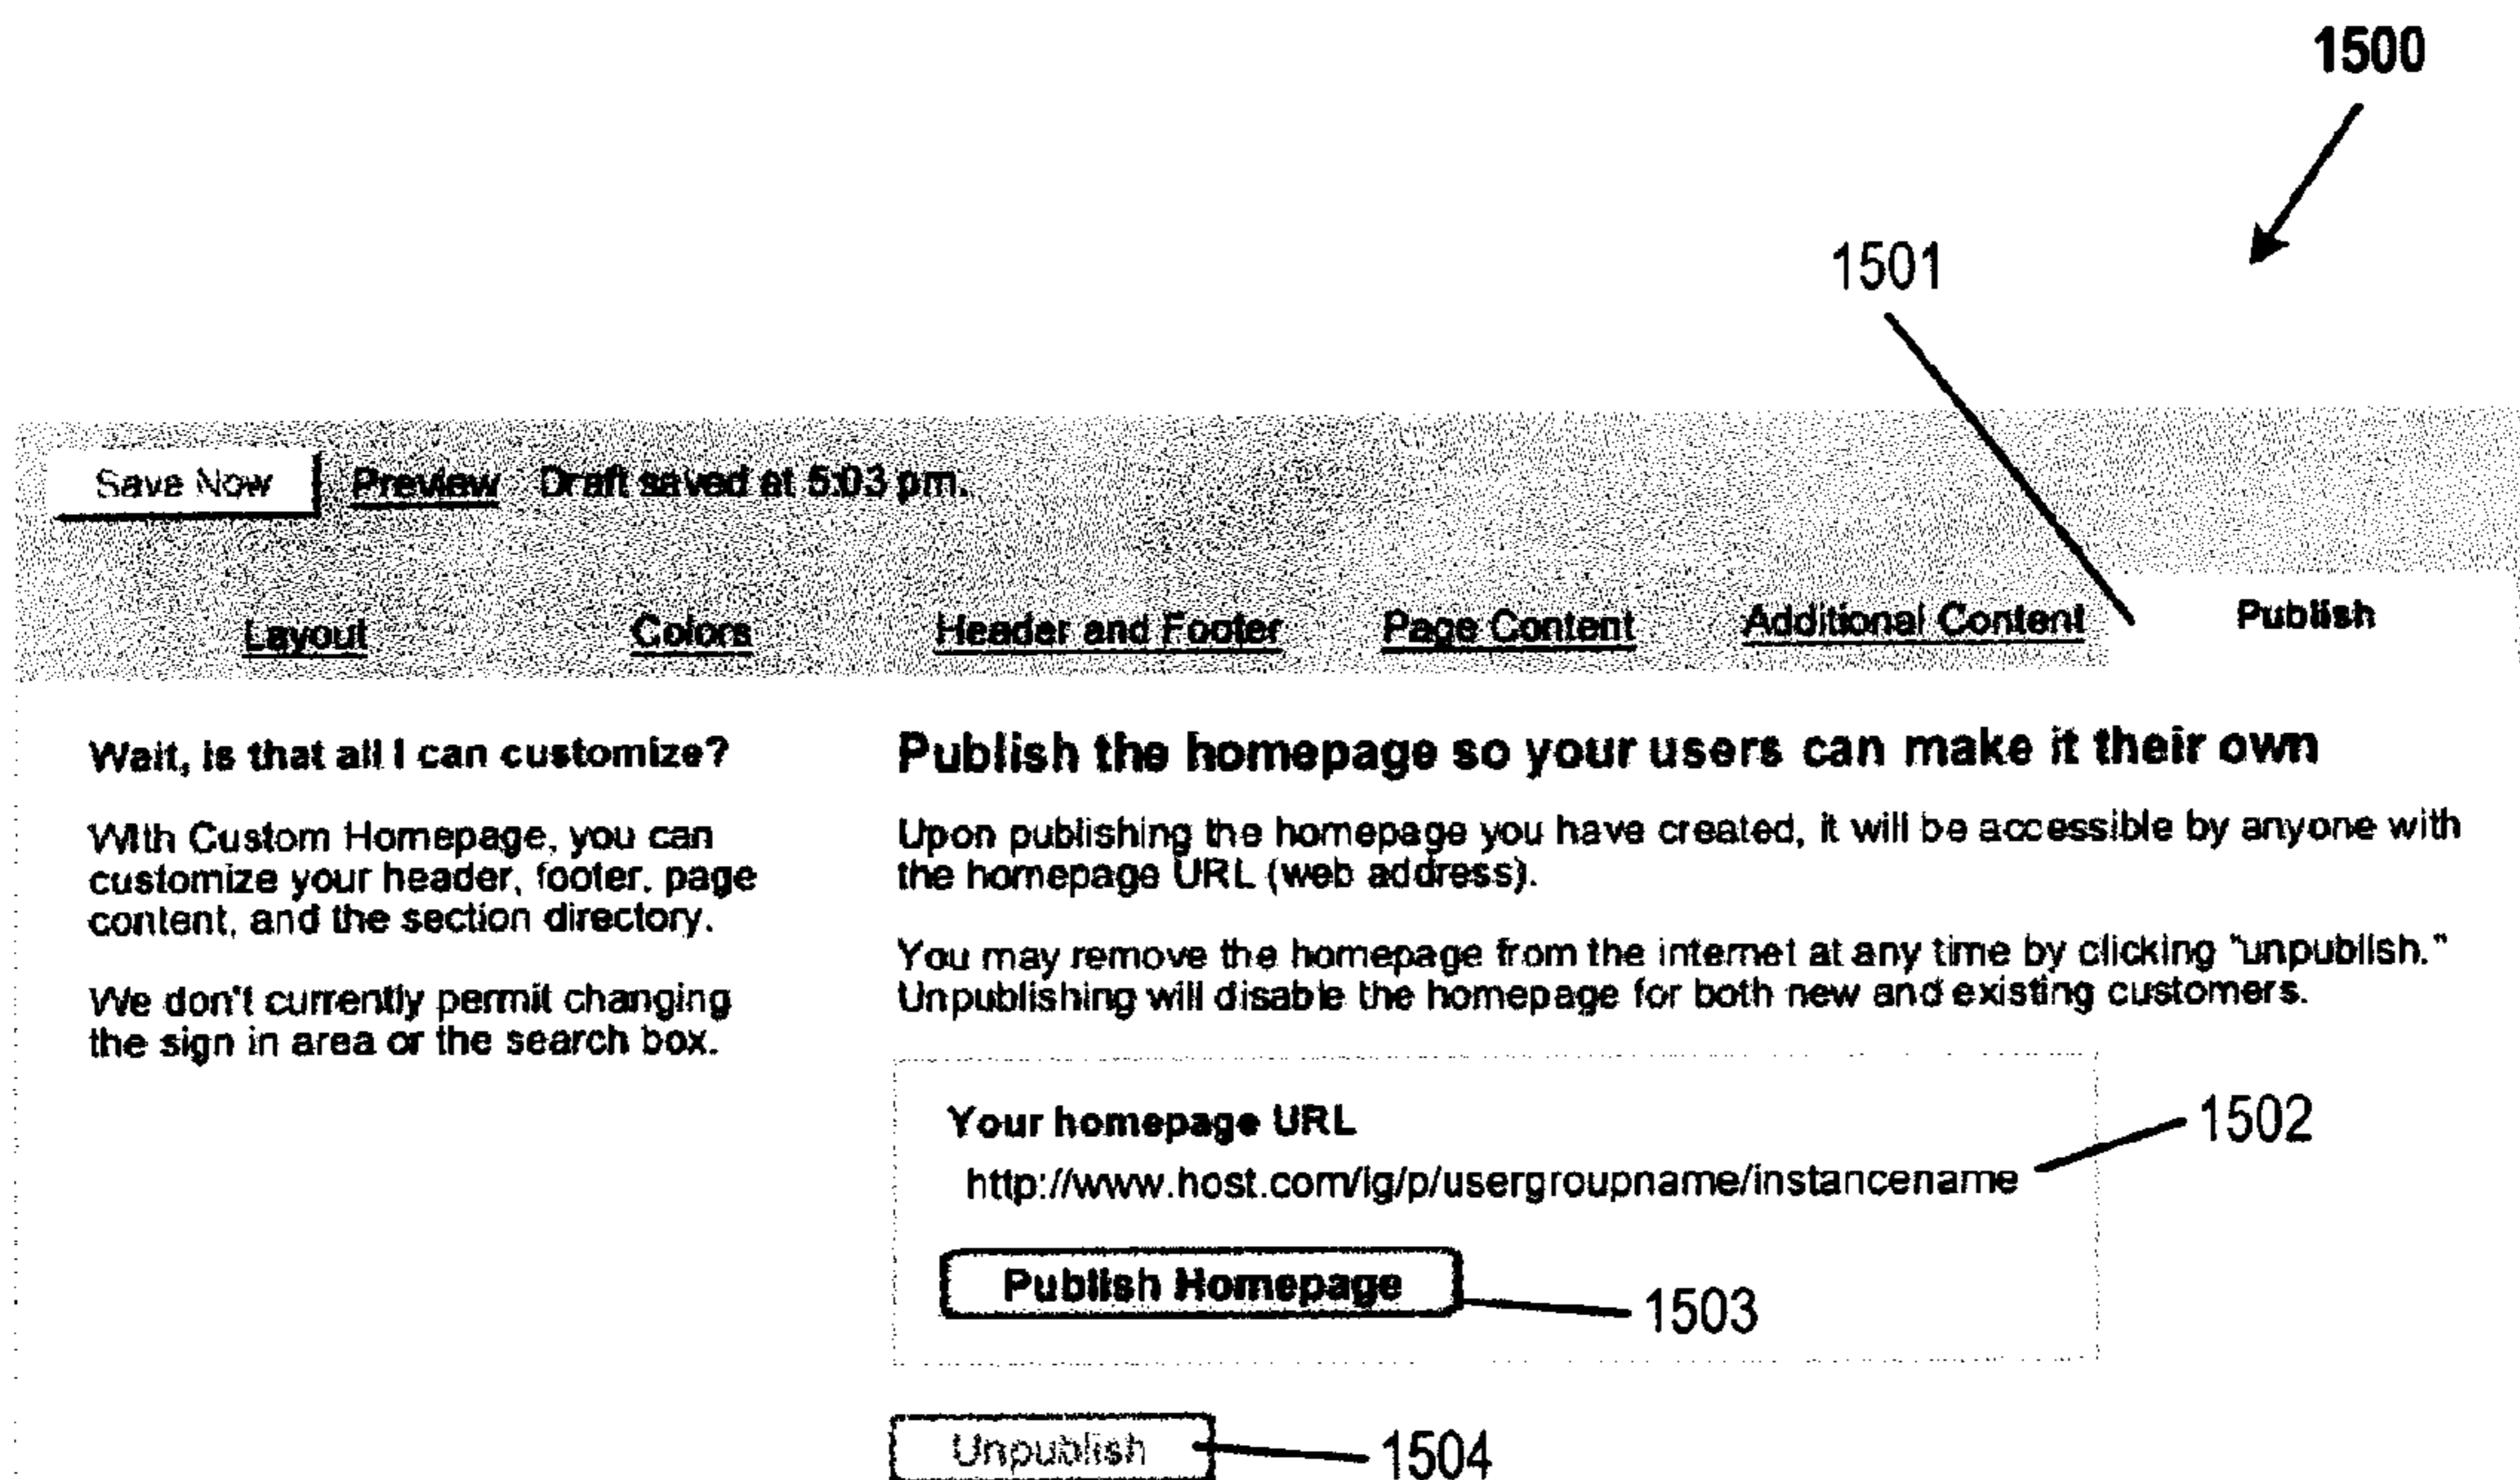 1500
1501
Save Now Preview Draft saved at 5:03 pm.
Layout Colors Header and Footer Page Content Additional Content Publish
Wait, is that all I can customize?
With Custom Homepage, you can
customize your header, footer, page
content, and the section directory.
We don't currently permit changing
the sign in area or the search box.
Publish the homepage so your users can make it their own
Upon publishing the homepage you have created, it will be accessible by anyone with
the homepage URL (web address).
You may remove the homepage from the internet at any time by clicking "unpublish."
Unpublishing will disable the homepage for both new and existing customers.
Your homepage URL
http://www.host.com/ig/p/usergroupname/instancename
1502
Publish Homepage
1503
Unpublish
1504